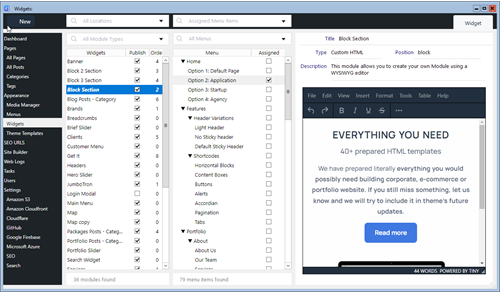 Widgets
New
All Locations
Assigned Menu Items
Widget
Dashboard
Pages
All Pages
All Posts
Categories
Tags
Appearance
Media Manager
Menus
Widgets
Theme Templates
SEO URLS
Site Builder
Web Logs
Tasks
Users
Settings
Amazon S3
Amazon Cloudfront
Cloudflare
GitHub
Google Firebase
Microsoft Azure
SEO
Search
All Module Types
Widgets Publish Orde
Banner 4
Block 2 Section 3
Block 3 Section 4
Block Section 2
Blog Posts - Category 6
Brands 1
Breadcrumbs 0
Brief Slider 0
Clients 5
Customer Menu 0
Get It 8
Headers 0
Hero Slider 0
JumboTron 1
Login Modal 0
Main Menu 0
Map 0
Map copy 0
Packages Posts - Categ... 4
Portfolio Posts - Categ... 2
Portfolio Slider 0
Search Widget 0
36 modules found
All Menus
Menu Assigned
Home
Option 1: Default Page
Option 2: Application
Option 3: Startup
Option 4: Agency
Features
Header Variations
Light Header
No Sticky header
Default Sticky Header
Shortcodes
Horizontal Blocks
Content Boxes
Buttons
Alerts
Accordian
Pagination
Tabs
Portfolio
About
About Us
Our Team
79 menu items found
Title Block Section
Type Custom HTML Position block
Description This module allows you to create your own Module using a
WYSIWYG editor
File Edit View Insert Format Tools Table Help
B I U S
EVERYTHING YOU NEED
40+ prepared HTML templates
We have prepared literally everything you would
possibly need building corporate, e-commerce or
portfolio website. If you still miss something, let us
know and we will try to include it in theme's future
updates.
Read more
44 WORDS POWERED BY TINY